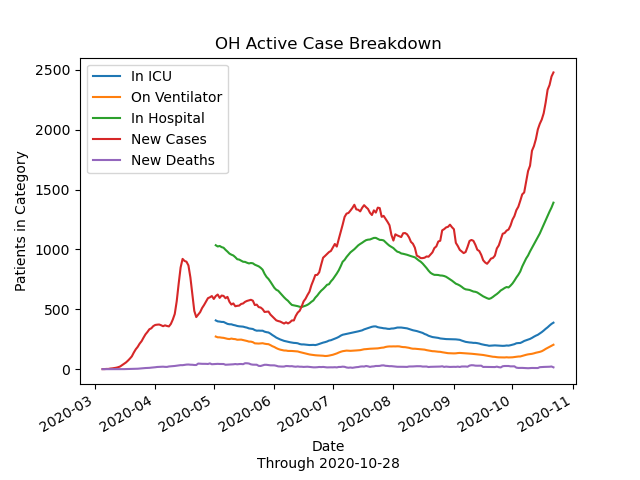 OH Active Case Breakdown
Patients in Category
2500
2000
1500
1000
500
0
In ICU
On Ventilator
In Hospital
New Cases
New Deaths
2020-03
2020-04
2020-05
2020-06
2020-07
2020-08
2020-09
2020-10
2020-11
Date
Through 2020-10-28